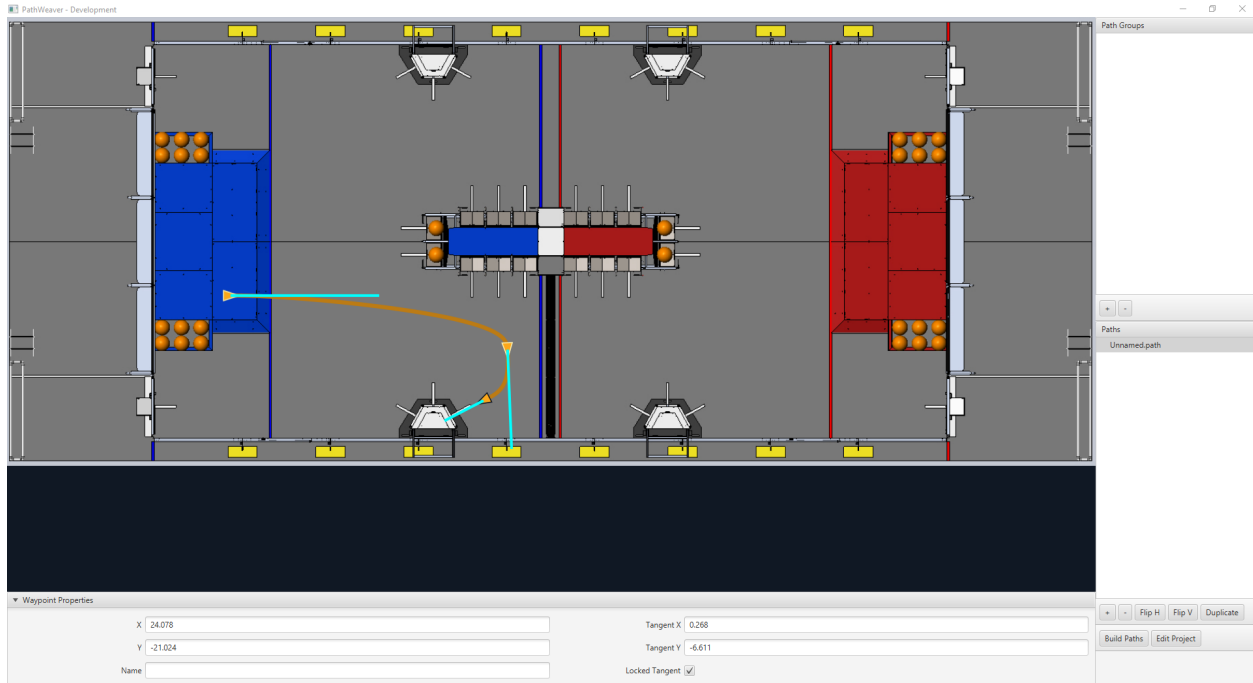 PathWeaver - Development
Path Groups
+ -
Paths
Unnamed.path
Waypoint Properties
X 24.078 Tangent X 0.268
Y -21.024 Tangent Y -6.611
Name Locked Tangent
+ - Flip H Flip V Duplicate
Build Paths Edit Project